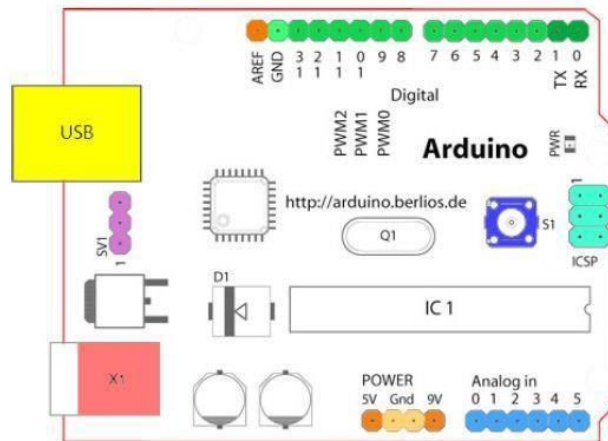 AREF
GND
13
12
11
10
9
8
7
6
5
4
3
2
1
0
TX
RX
Digital
USB
PWM2
PWM1
PWM0
Arduino
PWR
1
http://arduino.berlios.de
S1
Q1
ICSP
SV1
1
D1
IC 1
X1
POWER
5V Gnd 9V
Analog in
0 1 2 3 4 5